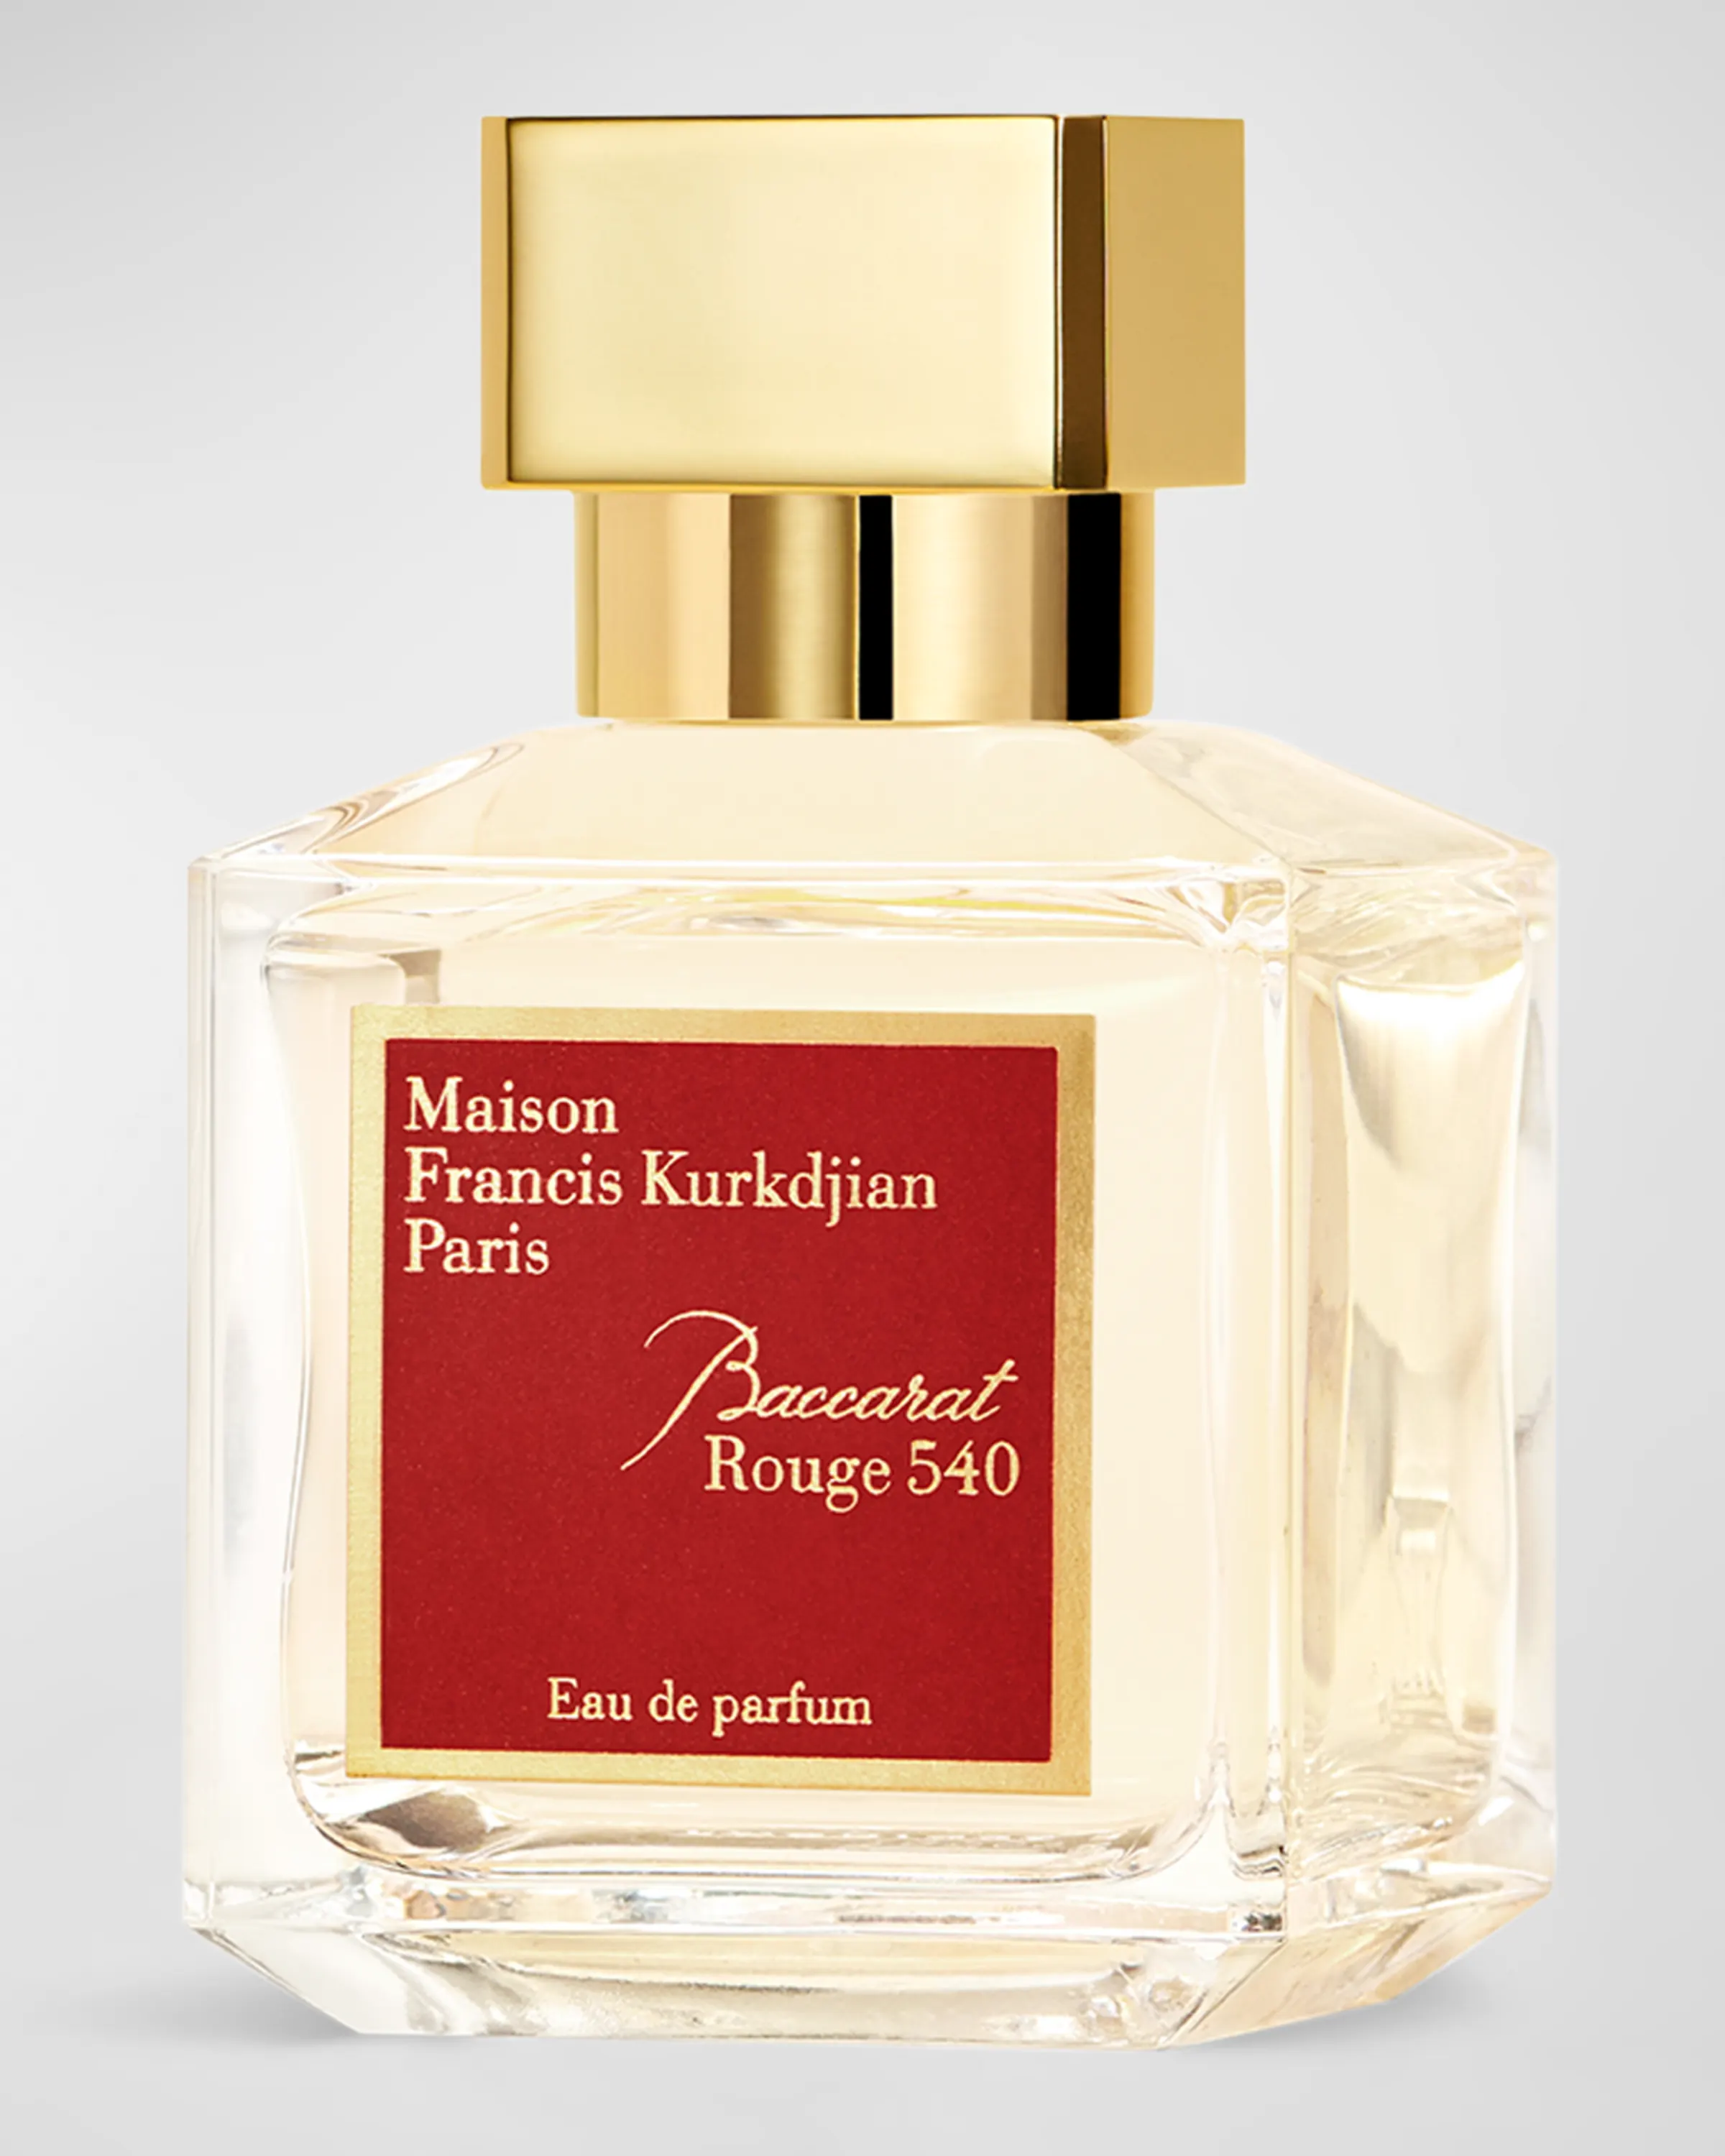 Maison
Francis Kurkdjian
Paris
Baccarat
Rouge 540
Eau de parfum